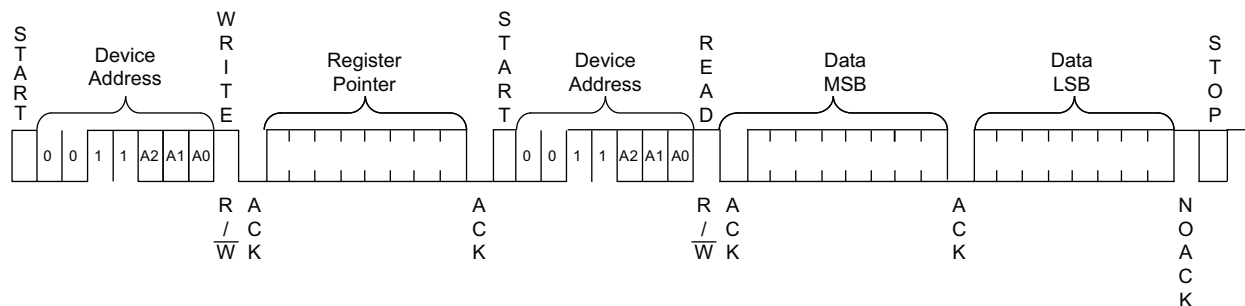 START
Device
Address
WRITE
Register
Pointer
START
Device
Address
READ
Data
MSB
Data
LSB
STOP
0 0 1 1 A2 A1 A0
0 0 1 1 A2 A1 A0
R/W
ACK
ACK
R/W
ACK
ACK
NOACK